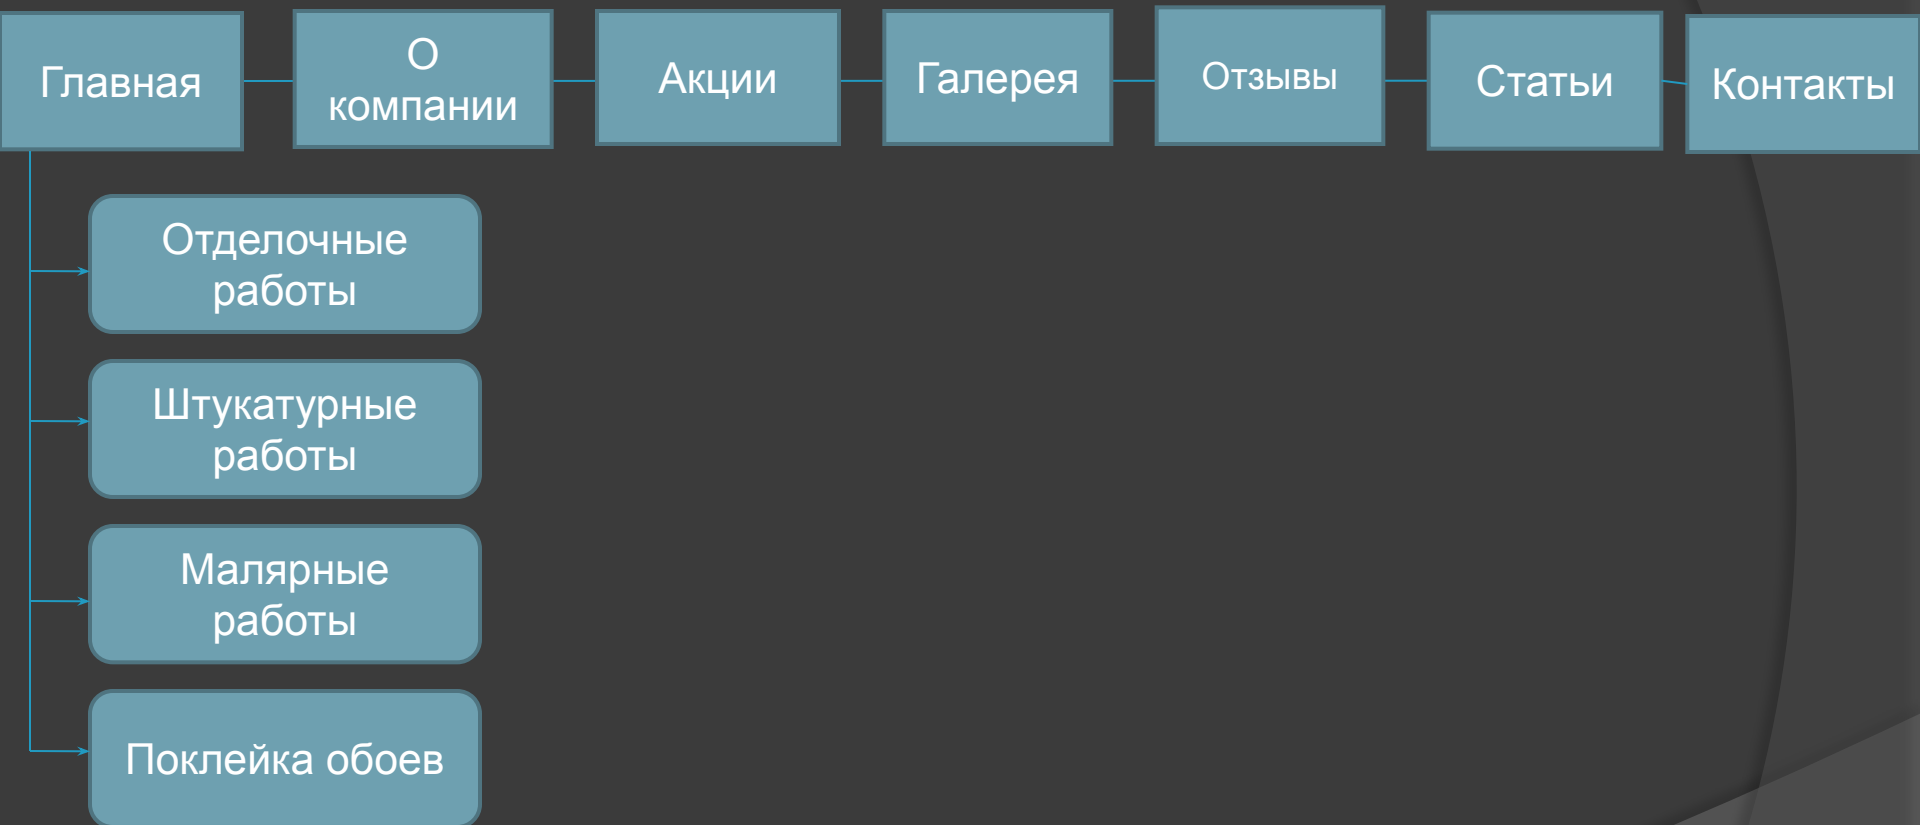 Главная
О
компании
Акции
Галерея
Отзывы
Статьи
Контакты
Отделочные
работы
Штукатурные
работы
Малярные
работы
Поклейка обоев